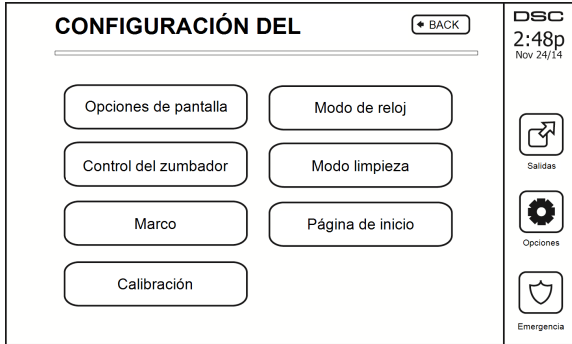 CONFIGURACIÓN DEL
BACK
DSC
2:48p
Nov 24/14
Opciones de pantalla
Modo de reloj
Control del zumbador
Modo limpieza
Marco
Página de inicio
Calibración
Salidas
Opciones
Emergencia